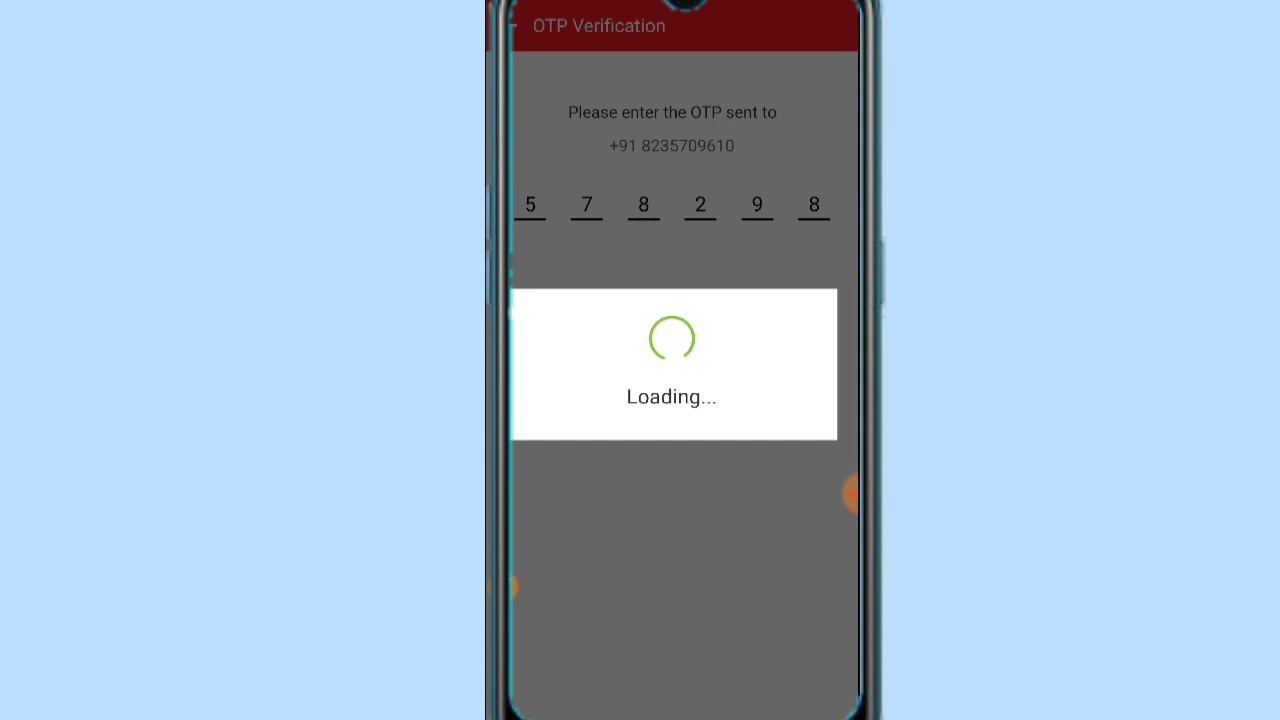 OTP Verification
Please enter the OTP sent to
+91 8235709610
5 7 8 2 9 8
Loading...